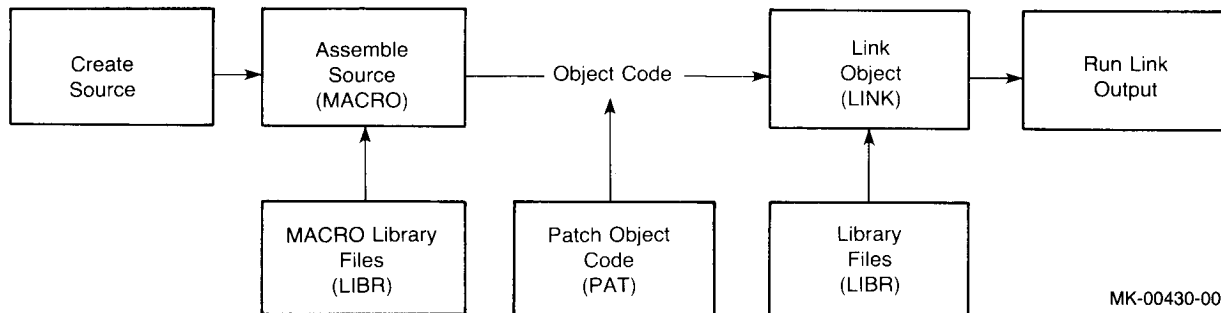 Create
Source
Assemble
Source
(MACRO)
Object Code
Link
Object
(LINK)
Run Link
Output
MACRO Library
Files
(LIBR)
Patch Object
Code
(PAT)
Library
Files
(LIBR)
MK-00430-00